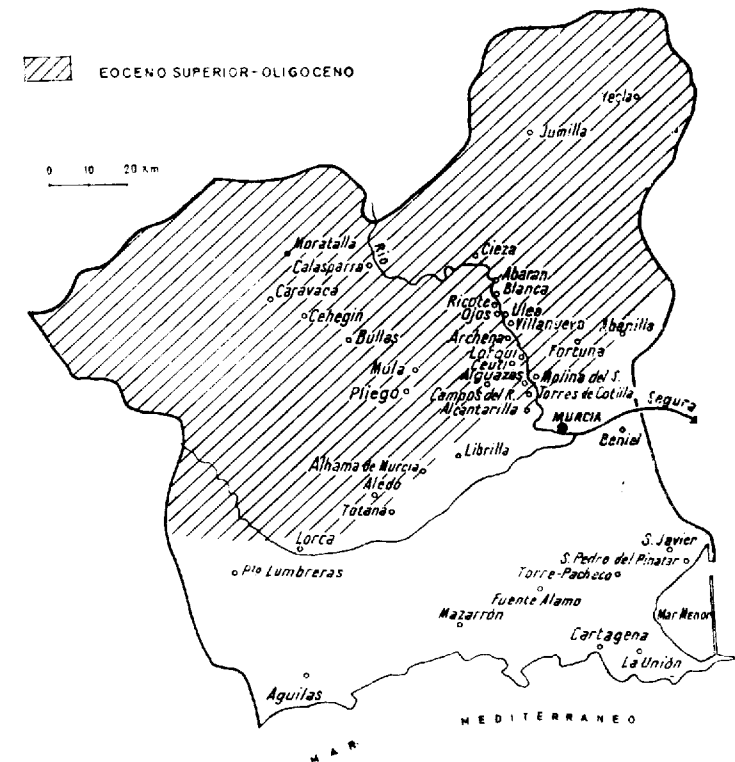 EOCENO SUPERIOR-OLIGOCENO
Yecla
Jumilla
0 10 20 Km
Moratalla
Rio
Cieza
Calasparra
Abaran
Blanca
Caravaca
Ricote
Cehegin
Ojos
Ulea
Villanueva
Abanilla
Bullas
Archena
Fortuna
Lorqui
Ceuti
Mula
Alguazas
Molina del S.
Pliego
Campos del R.
Torres de Cotilla
Segura
Alcantarilla
MURCIA
Beniel
Librilla
Alhama de Murcia
Aledo
Totana
Lorca
S. Javier
S. Pedro del Pinatar
Pto Lumbreras
Torre-Pacheco
Fuente Alamo
Mazarrón
Mar Menor
Cartagena
La Unión
Aguilas
MAR MEDITERRANEO